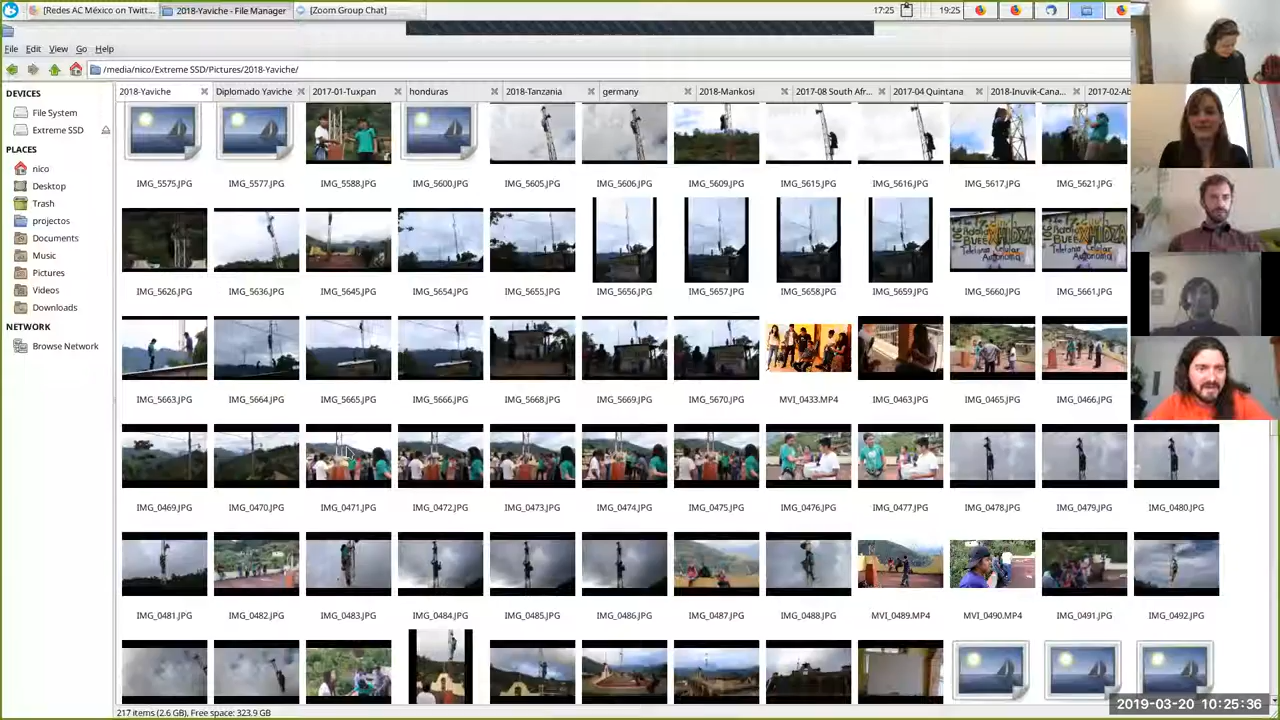 [Redes AC México on Twitt... 2018-Yaviche - File Manager [Zoom Group Chat] 17:25 19:25
File Edit View Go Help
/media/nico/Extreme SSD/Pictures/2018-Yaviche/
DEVICES
File System
Extreme SSD
PLACES
nico
Desktop
Trash
projectos
Documents
Music
Pictures
Videos
Downloads
NETWORK
Browse Network
2018-Yaviche Diplomado Yaviche 2017-01-Tuxpan honduras 2018-Tanzania germany 2018-Mankosi 2017-08 South Afr... 2017-04 Quintana 2018-Inuvik-Cana... 2017-02-Ab
IMG_5575.JPG IMG_5577.JPG IMG_5588.JPG IMG_5600.JPG IMG_5605.JPG IMG_5606.JPG IMG_5609.JPG IMG_5615.JPG IMG_5616.JPG IMG_5617.JPG IMG_5621.JPG
Telefonia Celular
Autonoma
IMG_5626.JPG IMG_5636.JPG IMG_5645.JPG IMG_5654.JPG IMG_5655.JPG IMG_5656.JPG IMG_5657.JPG IMG_5658.JPG IMG_5659.JPG IMG_5660.JPG IMG_5661.JPG
IMG_5663.JPG IMG_5664.JPG IMG_5665.JPG IMG_5666.JPG IMG_5668.JPG IMG_5669.JPG IMG_5670.JPG MVI_0433.MP4 IMG_0463.JPG IMG_0465.JPG IMG_0466.JPG
IMG_0469.JPG IMG_0470.JPG IMG_0471.JPG IMG_0472.JPG IMG_0473.JPG IMG_0474.JPG IMG_0475.JPG IMG_0476.JPG IMG_0477.JPG IMG_0478.JPG IMG_0479.JPG IMG_0480.JPG
IMG_0481.JPG IMG_0482.JPG IMG_0483.JPG IMG_0484.JPG IMG_0485.JPG IMG_0486.JPG IMG_0487.JPG IMG_0488.JPG MVI_0489.MP4 MVI_0490.MP4 IMG_0491.JPG IMG_0492.JPG
217 items (2.6 GB), Free space: 323.9 GB
2019-03-20 10:25:36